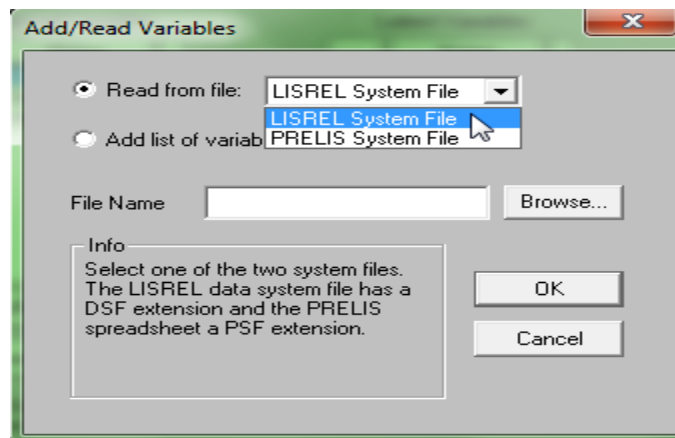 Add/Read Variables
Read from file:
LISREL System File
LISREL System File
PRELIS System File
Add list of variab
File Name
Browse...
Info
Select one of the two system files.
The LISREL data system file has a
DSF extension and the PRELIS
spreadsheet a PSF extension.
OK
Cancel